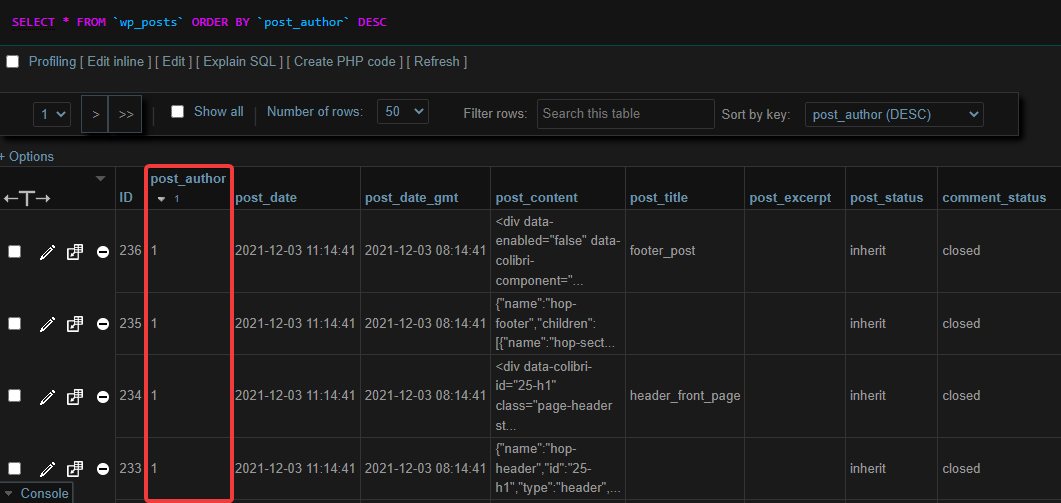 SELECT * FROM `wp_posts` ORDER BY `post_author` DESC
Profiling [ Edit inline ] [ Edit ] [ Explain SQL ] [ Create PHP code ] [ Refresh ]
1 > >> | Show all | Number of rows: 50 Filter rows: Search this table Sort by key: post_author (DESC)
+ Options
←T→ ID post_author 1 post_date post_date_gmt post_content post_title post_excerpt post_status comment_status
236 1 2021-12-03 11:14:41 2021-12-03 08:14:41 <div data-
enabled="false" data-
colibri-
component="...
footer_post inherit closed
235 1 2021-12-03 11:14:41 2021-12-03 08:14:41 {"name":"hop-
footer","children":
[{"name":"hop-sect...
inherit closed
234 1 2021-12-03 11:14:41 2021-12-03 08:14:41 <div data-colibri-
id="25-h1"
class="page-header
st...
header_front_page inherit closed
233 1 2021-12-03 11:14:41 2021-12-03 08:14:41 {"name":"hop-
header","id":"25-
h1","type":"header",...
inherit closed
Console